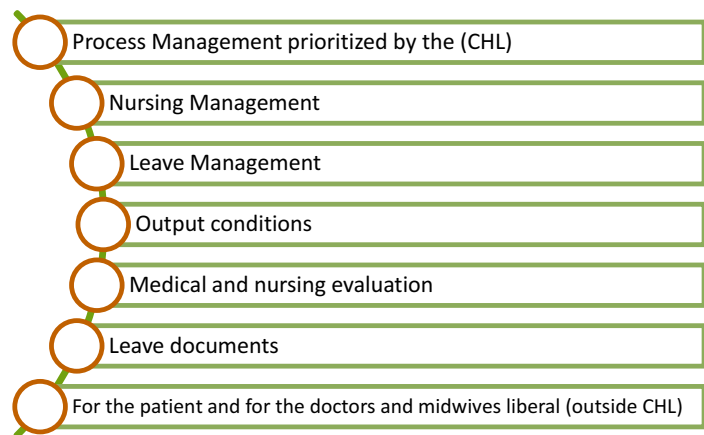 Process Management prioritized by the (CHL)
Nursing Management
Leave Management
Output conditions
Medical and nursing evaluation
Leave documents
For the patient and for the doctors and midwives liberal (outside CHL)